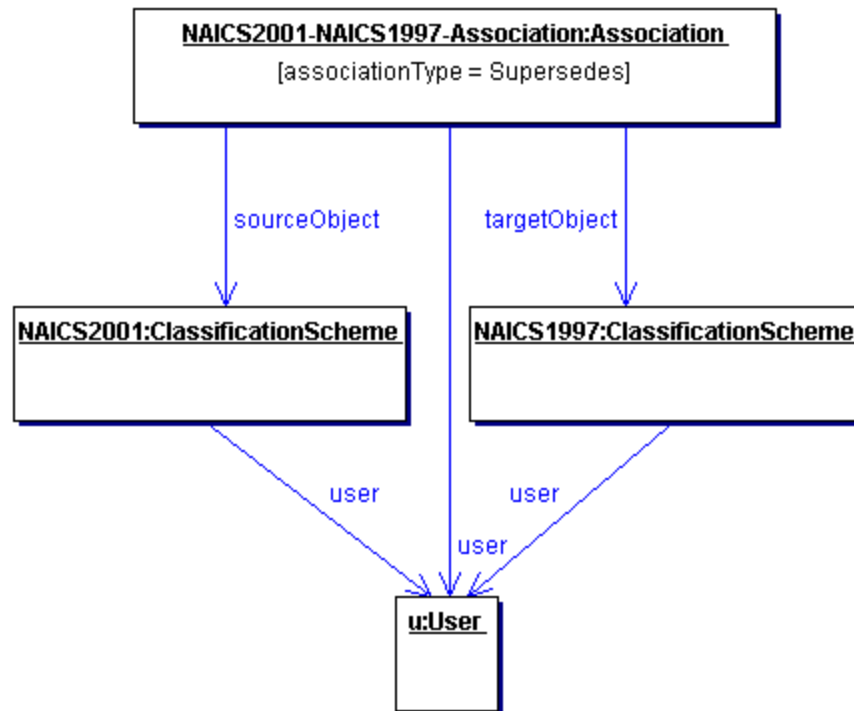 NAICS2001-NAICS1997-Association:Association
[associationType = Supersedes]
sourceObject
targetObject
NAICS2001:ClassificationScheme
NAICS1997:ClassificationScheme
user
user
user
u:User